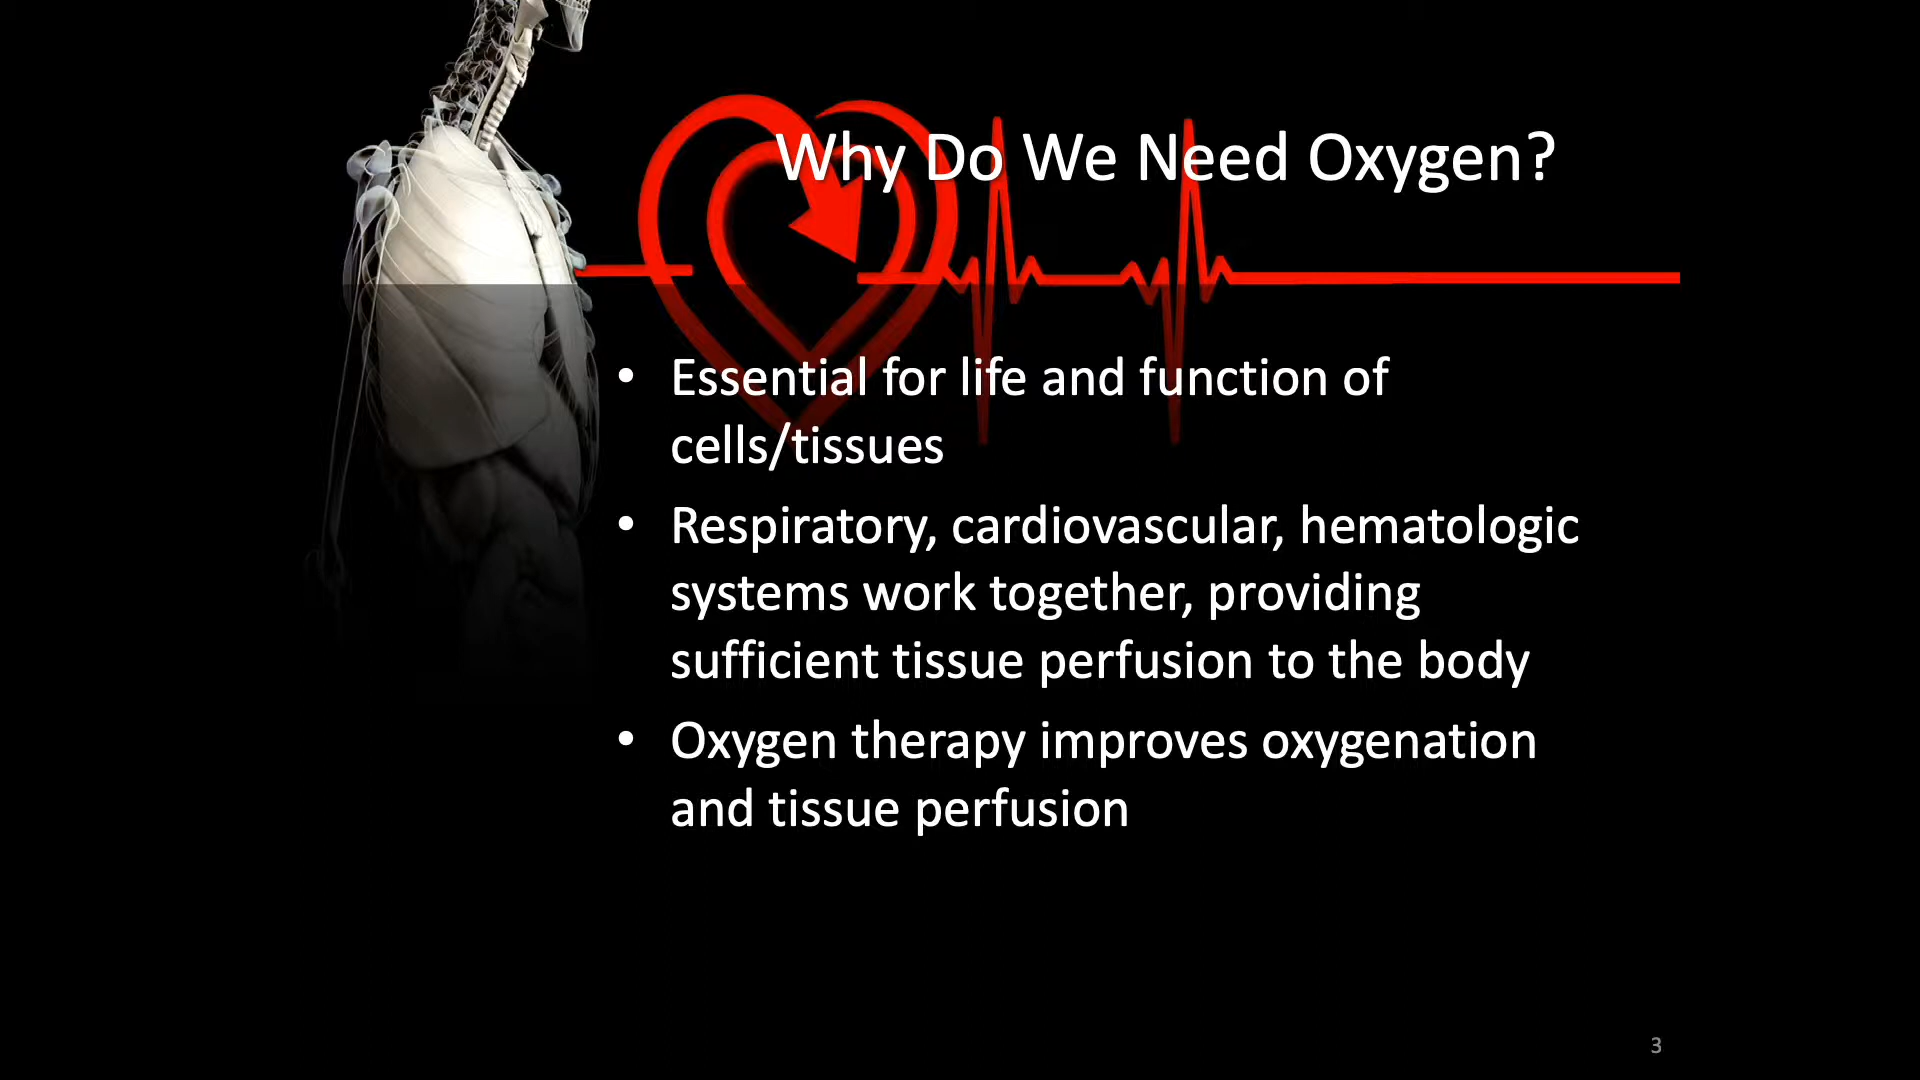 Why Do We Need Oxygen?
• Essential for life and function of
cells/tissues
• Respiratory, cardiovascular, hematologic
systems work together, providing
sufficient tissue perfusion to the body
• Oxygen therapy improves oxygenation
and tissue perfusion
3